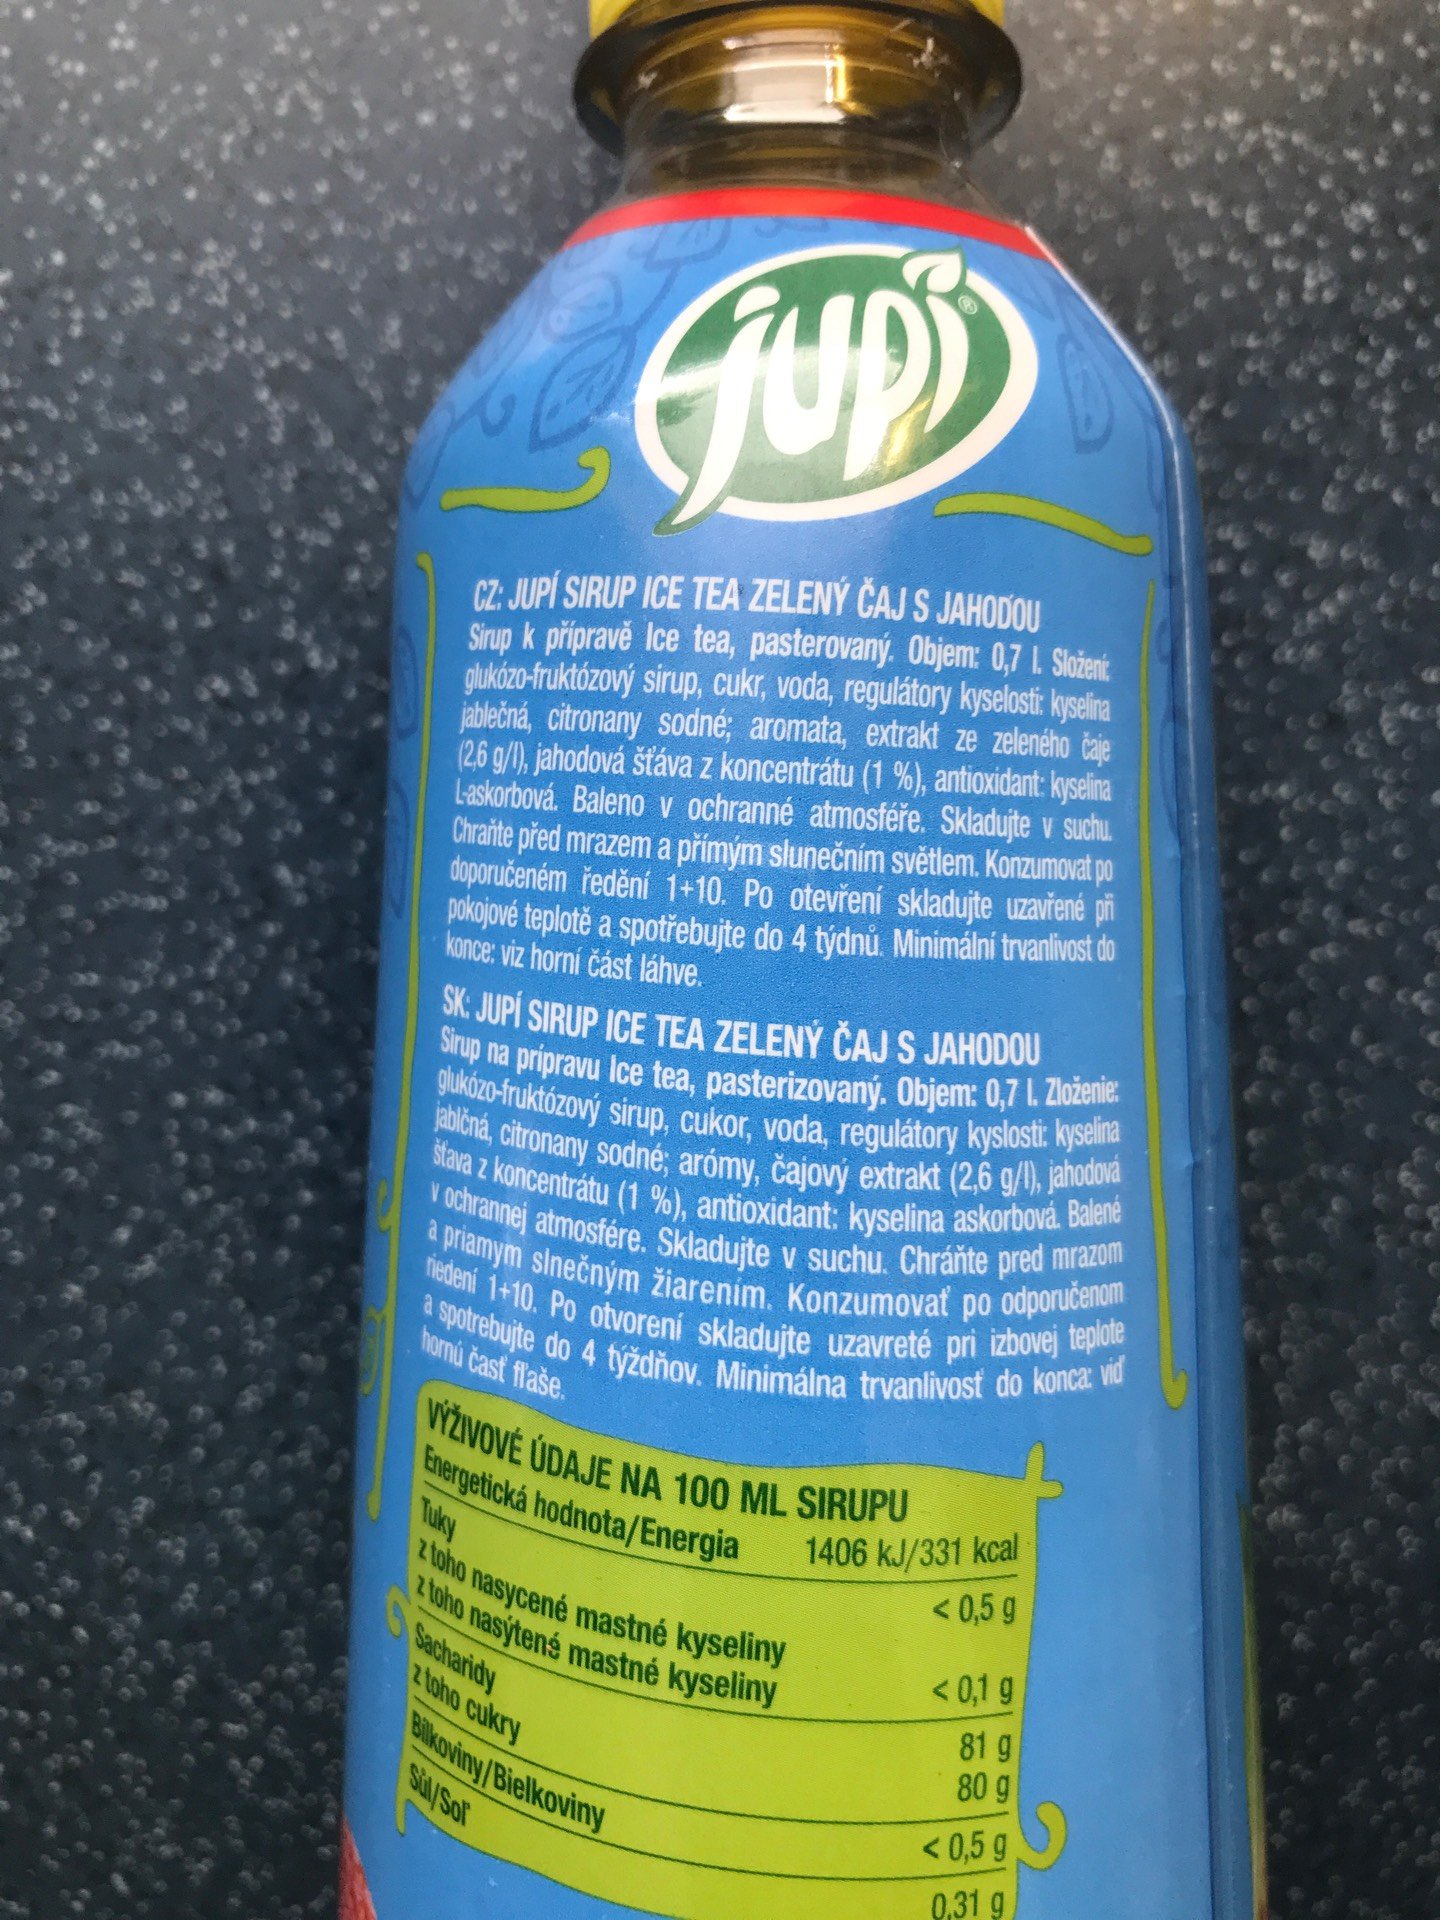 jupí
CZ: JUPÍ SIRUP ICE TEA ZELENÝ ČAJ S JAHODOU
Sirup k přípravě Ice tea, pasterovaný. Objem: 0,7 l. Složení:
glukózo-fruktózový sirup, cukr, voda, regulátory kyselosti: kyselina
jablečná, citronany sodné; aromata, extrakt ze zeleného čaje
(2,6 g/l), jahodová šťáva z koncentrátu (1 %), antioxidant: kyselina
L-askorbová. Baleno v ochranné atmosféře. Skladujte v suchu.
Chraňte před mrazem a přímým slunečním světlem. Konzumovat po
doporučeném ředění 1+10. Po otevření skladujte uzavřené při
pokojové teplotě a spotřebujte do 4 týdnů. Minimální trvanlivost do
konce: viz horní část láhve.
SK: JUPÍ SIRUP ICE TEA ZELENÝ ČAJ S JAHODOU
Sirup na prípravu Ice tea, pasterizovaný. Objem: 0,7 l. Zloženie:
glukózo-fruktózový sirup, cukor, voda, regulátory kyslosti: kyselina
jablčná, citronany sodné; arómy, čajový extrakt (2,6 g/l), jahodová
šťava z koncentrátu (1 %), antioxidant: kyselina askorbová. Balené
v ochrannej atmosfére. Skladujte v suchu. Chráňte pred mrazom
a priamym slnečným žiarením. Konzumovať po odporučenom
riedení 1+10. Po otvorení skladujte uzavreté pri izbovej teplote
a spotrebujte do 4 týždňov. Minimálna trvanlivosť do konca: viď
hornú časť fľaše.
VÝŽIVOVÉ ÚDAJE NA 100 ML SIRUPU
Energetická hodnota/Energia 1406 kJ/331 kcal
Tuky < 0,5 g
z toho nasycené mastné kyseliny
z toho nasýtené mastné kyseliny < 0,1 g
Sacharidy 81 g
z toho cukry 80 g
Bílkoviny/Bielkoviny < 0,5 g
Sůl/Soľ 0,31 g